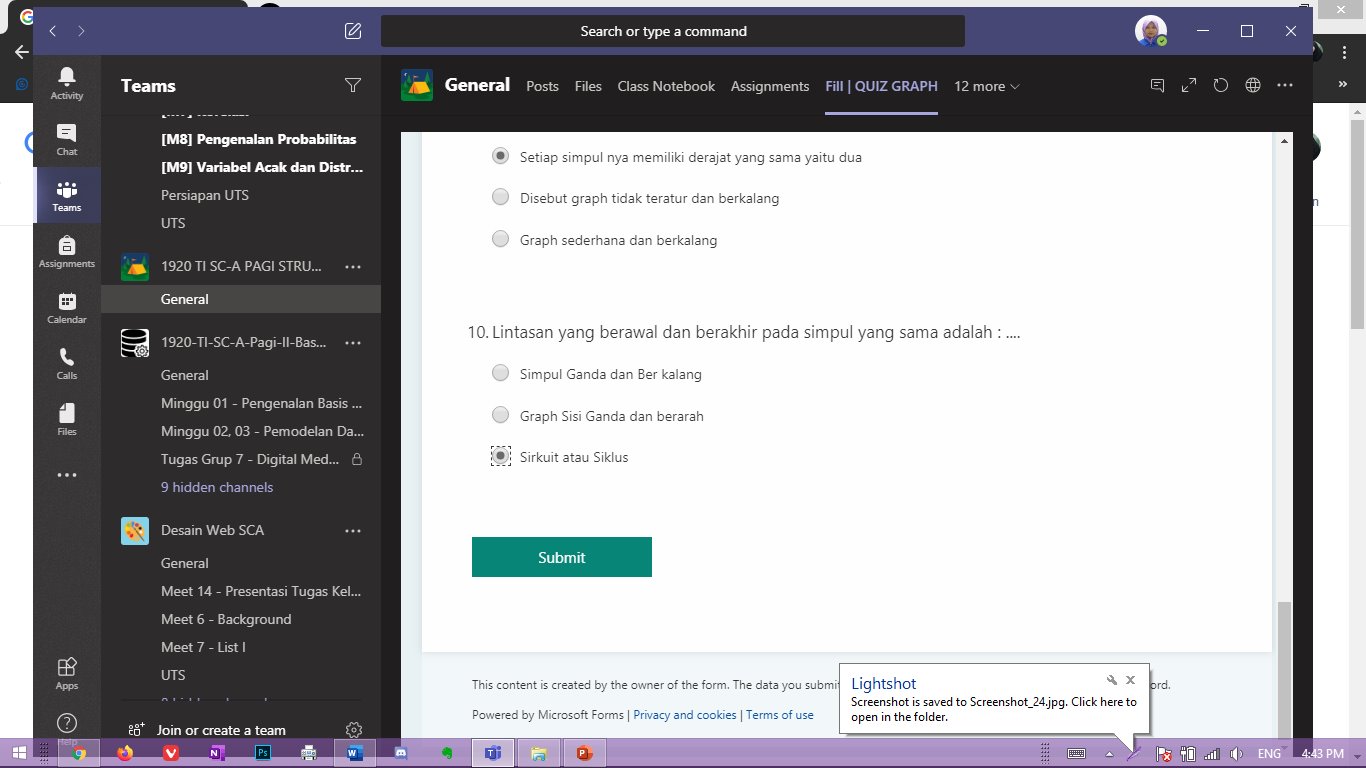 Search or type a command
Activity
Chat
Teams
Assignments
Calendar
Calls
Files
Apps
Help
Teams
[M8] Pengenalan Probabilitas
[M9] Variabel Acak dan Distr...
Persiapan UTS
UTS
1920 TI SC-A PAGI STRU...
General
1920-TI-SC-A-Pagi-II-Bas...
General
Minggu 01 - Pengenalan Basis ...
Minggu 02, 03 - Pemodelan Da...
Tugas Grup 7 - Digital Med...
9 hidden channels
Desain Web SCA
General
Meet 14 - Presentasi Tugas Kel...
Meet 6 - Background
Meet 7 - List I
UTS
Join or create a team
General Posts Files Class Notebook Assignments Fill | QUIZ GRAPH 12 more
Setiap simpul nya memiliki derajat yang sama yaitu dua
Disebut graph tidak teratur dan berkalang
Graph sederhana dan berkalang
10. Lintasan yang berawal dan berakhir pada simpul yang sama adalah : ....
Simpul Ganda dan Ber kalang
Graph Sisi Ganda dan berarah
Sirkuit atau Siklus
Submit
This content is created by the owner of the form. The data you submi
Powered by Microsoft Forms | Privacy and cookies | Terms of use
Lightshot
Screenshot is saved to Screenshot_24.jpg. Click here to
open in the folder.
ENG 4:43 PM